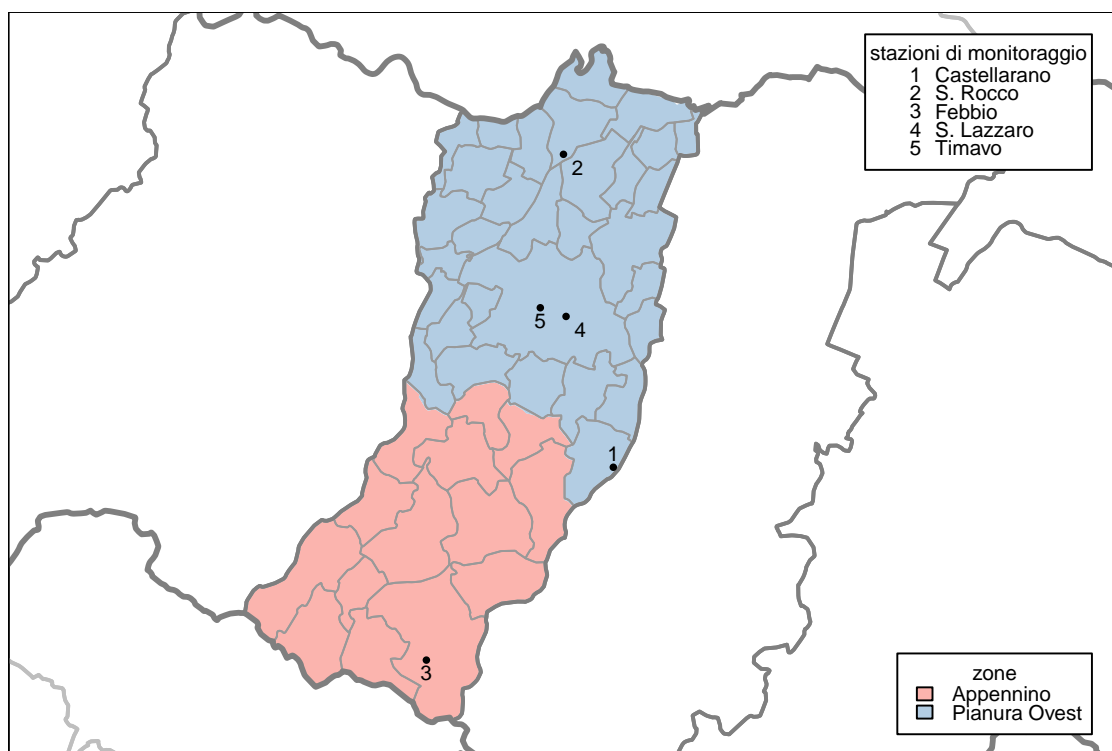 stazioni di monitoraggio
1 Castellarano
2 S. Rocco
3 Febbio
4 S. Lazzaro
5 Timavo
2
5
4
1
3
zone
Appennino
Pianura Ovest